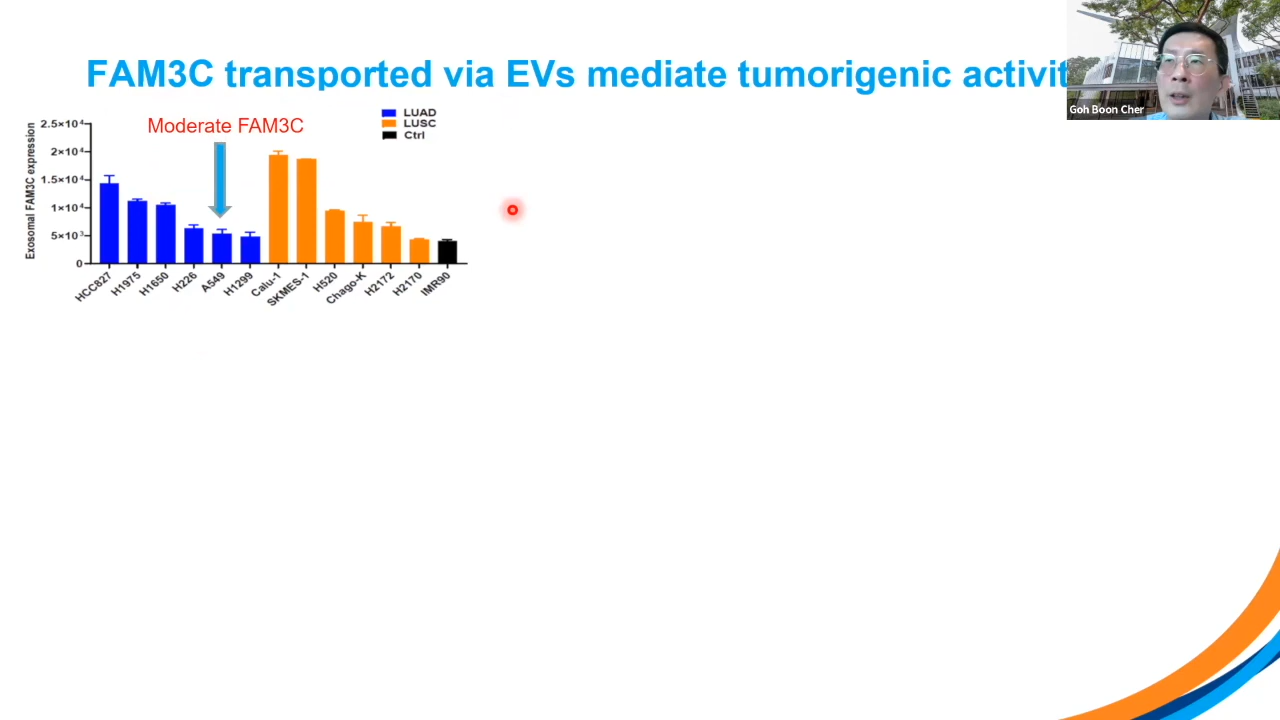 FAM3C transported via EVs mediate tumorigenic activit
Goh Boon Cher
Moderate FAM3C
LUAD
LUSC
Ctrl
Exosomal FAM3C expression
2.5×10⁴
2×10⁴
1.5×10⁴
1×10⁴
5×10³
0
HCC827
H1975
H1650
H226
A549
H1299
Calu-1
SKMES-1
H520
Chago-K
H2172
H2170
IMR90